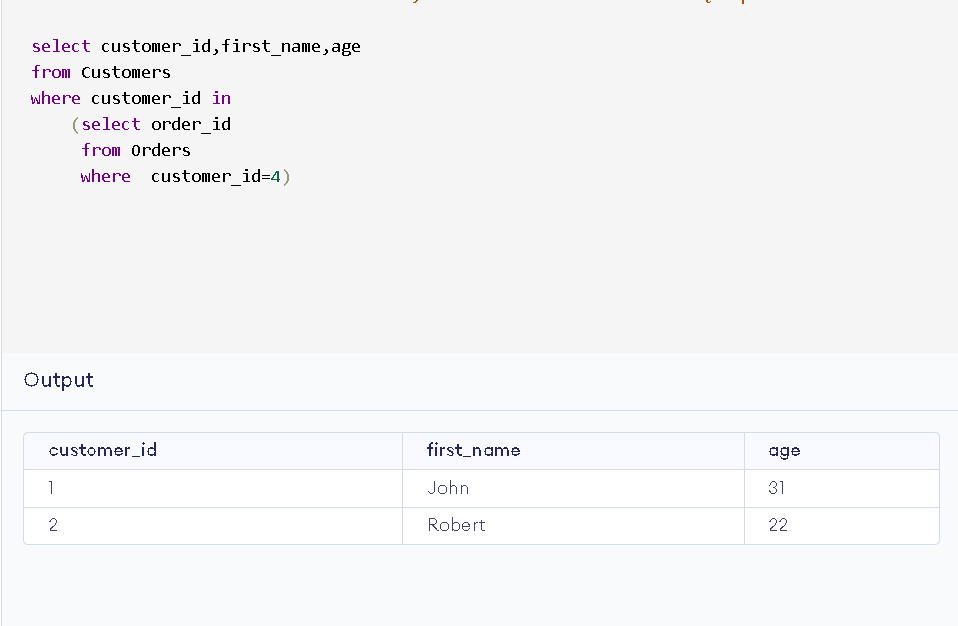 select customer_id,first_name,age
from Customers
where customer_id in
(select order_id
from Orders
where  customer_id=4)
Output
customer_id first_name age
1 John 31
2 Robert 22